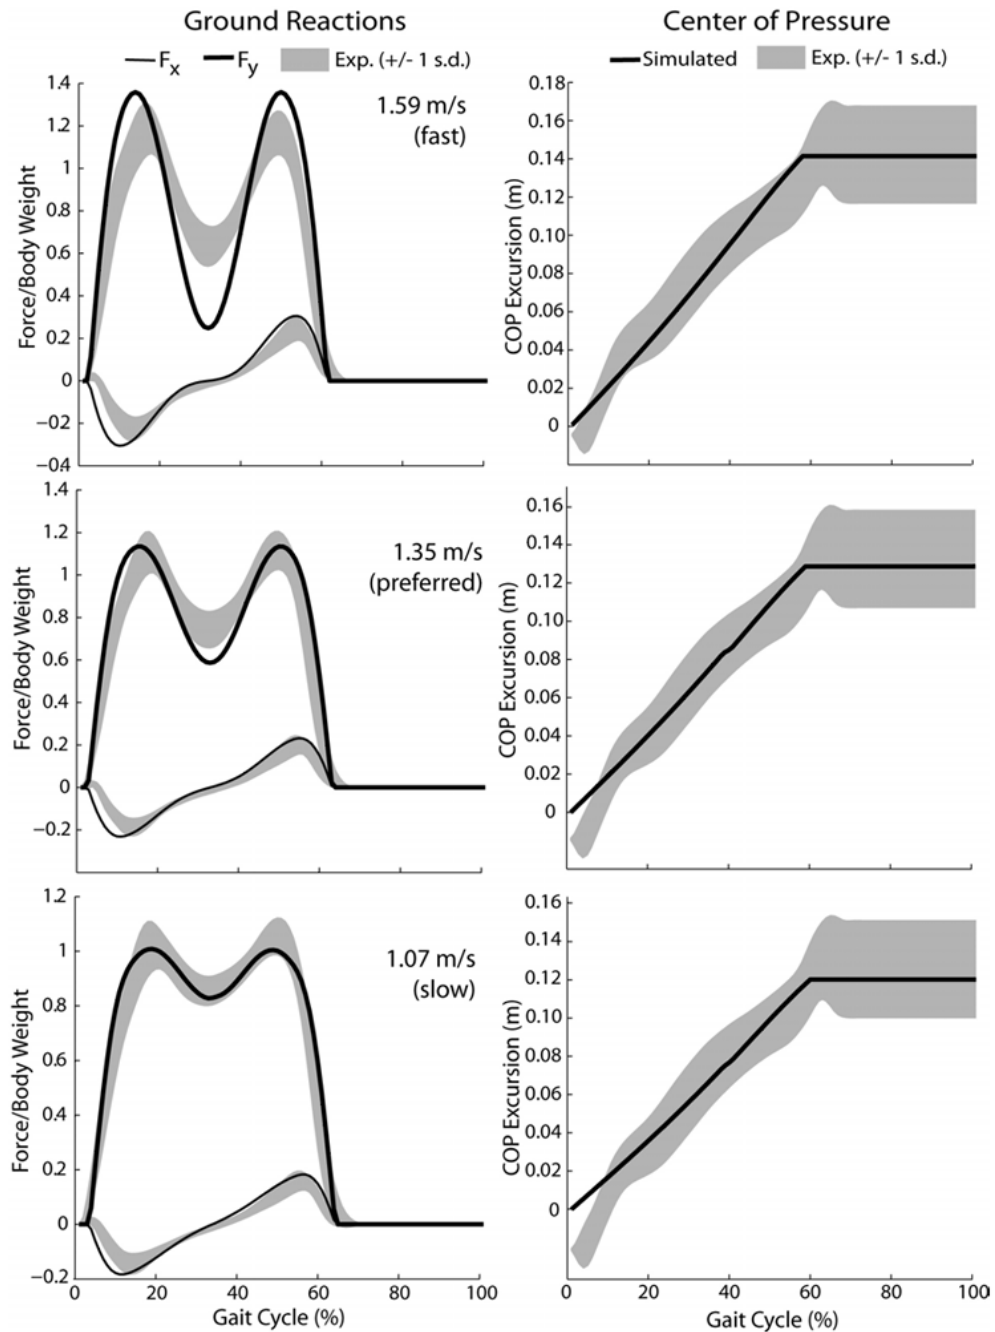 Ground Reactions
Center of Pressure
Fx Fy Exp. (+/- 1 s.d.)
Simulated Exp. (+/- 1 s.d.)
1.59 m/s
(fast)
Force/Body Weight
1.4
1.2
1
0.8
0.6
0.4
0.2
0
−02
−04
COP Excursion (m)
0.18
0.16
0.14
0.12
0.10
0.08
0.06
0.04
0.02
0
1.35 m/s
(preferred)
Force/Body Weight
1.4
1.2
1
0.8
0.6
0.4
0.2
0
−0.2
COP Excursion (m)
0.16
0.14
0.12
0.10
0.08
0.06
0.04
0.02
0
1.07 m/s
(slow)
Force/Body Weight
1.2
1
0.8
0.6
0.4
0.2
0
−0.2
0 20 40 60 80 100
Gait Cycle (%)
COP Excursion (m)
0.16
0.14
0.12
0.10
0.08
0.06
0.04
0.02
0
0 20 40 60 80 100
Gait Cycle (%)